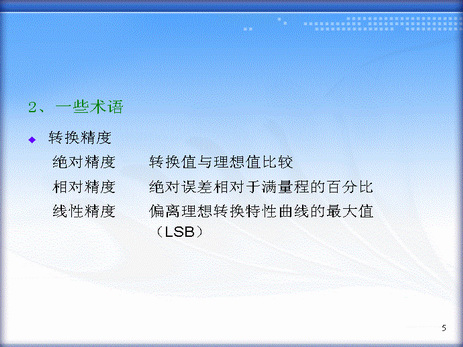 2、一些术语
转换精度
绝对精度 转换值与理想值比较
相对精度 绝对误差相对于满量程的百分比
线性精度 偏离理想转换特性曲线的最大值
（LSB）
5